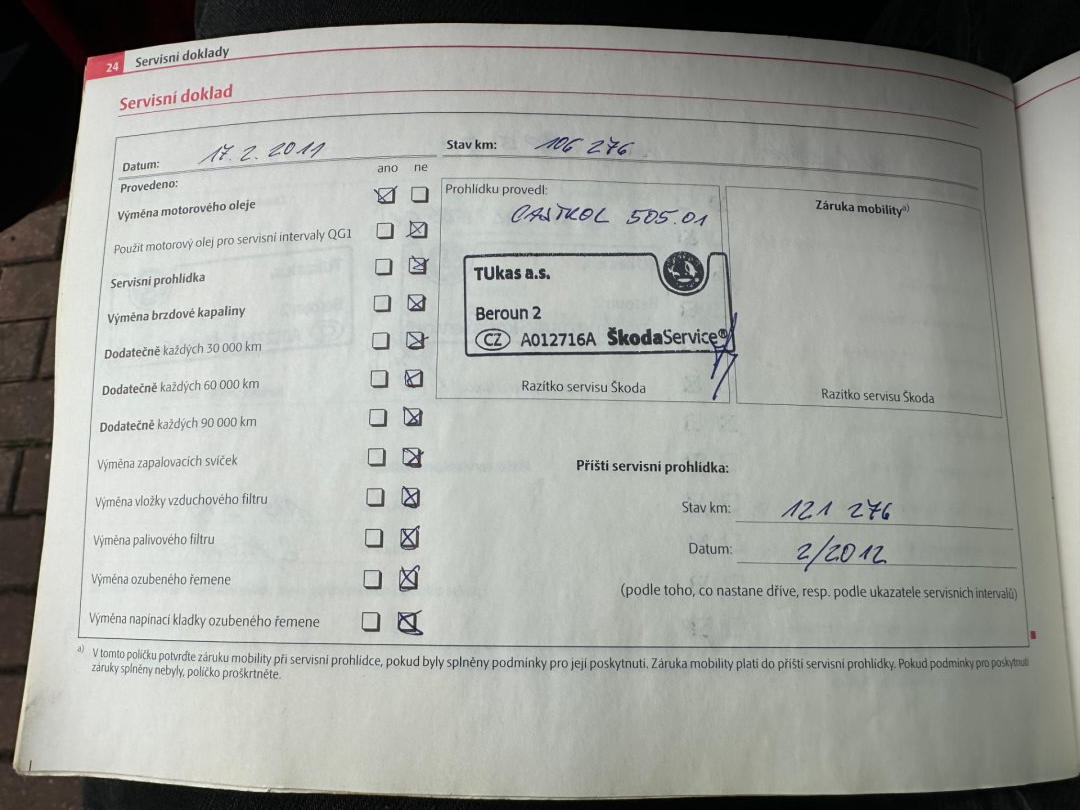 24 Servisní doklady
Servisní doklad
Datum: 17. 2. 2011
Stav km: 106 276
Provedeno:
ano ne
Výměna motorového oleje
Použit motorový olej pro servisní intervaly QG1
Servisní prohlídka
Výměna brzdové kapaliny
Dodatečně každých 30 000 km
Dodatečně každých 60 000 km
Dodatečně každých 90 000 km
Výměna zapalovacích svíček
Výměna vložky vzduchového filtru
Výměna palivového filtru
Výměna ozubeného řemene
Výměna napínací kladky ozubeného řemene
Prohlídku provedl:
CASTROL 505.01
TUkas a.s.
Beroun 2
CZ A012716A ŠkodaService®
Razítko servisu Škoda
Záruka mobilityᵃ⁾
Razítko servisu Škoda
Příští servisní prohlídka:
Stav km: 121 276
Datum: 2/2012
(podle toho, co nastane dříve, resp. podle ukazatele servisních intervalů)
a) V tomto políčku potvrďte záruku mobility při servisní prohlídce, pokud byly splněny podmínky pro její poskytnutí. Záruka mobility platí do příští servisní prohlídky. Pokud podmínky pro poskytnutí
záruky splněny nebyly, políčko proškrtněte.